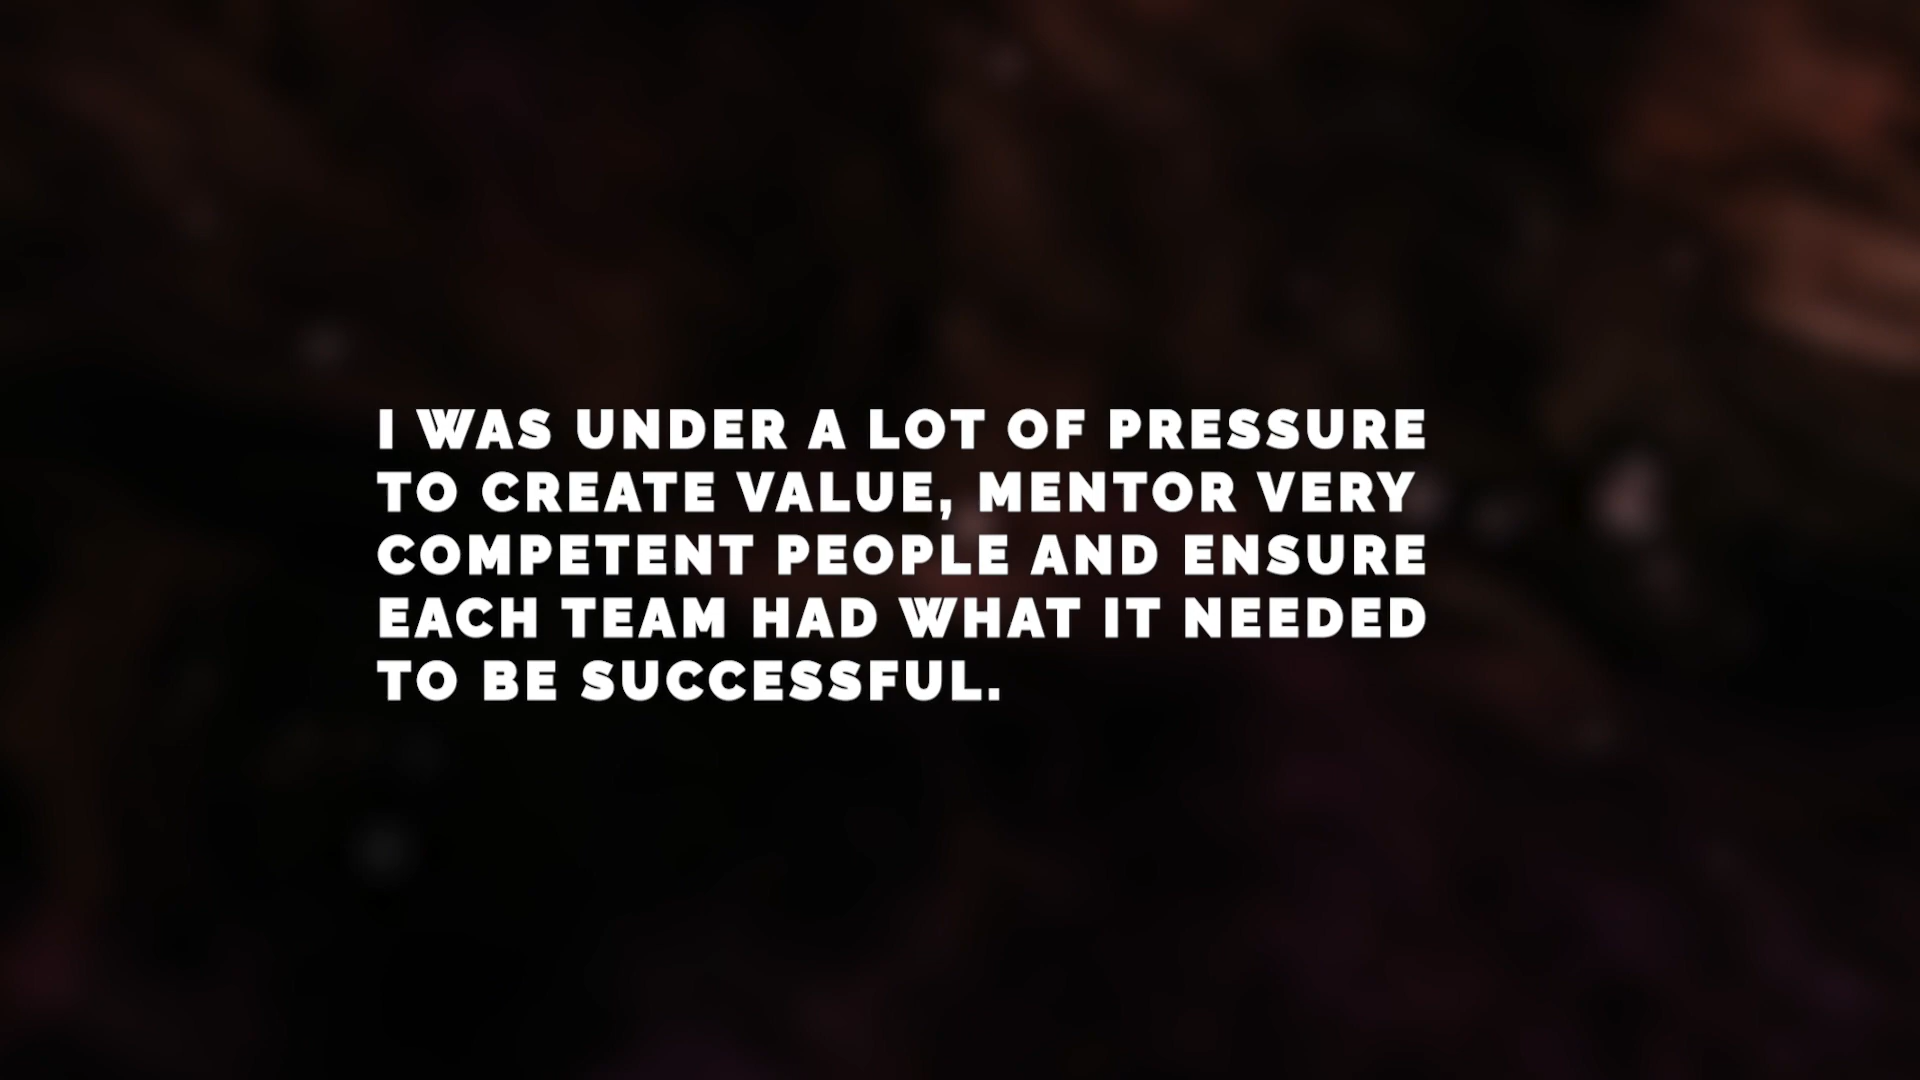 I WAS UNDER A LOT OF PRESSURE
TO CREATE VALUE, MENTOR VERY
COMPETENT PEOPLE AND ENSURE
EACH TEAM HAD WHAT IT NEEDED
TO BE SUCCESSFUL.